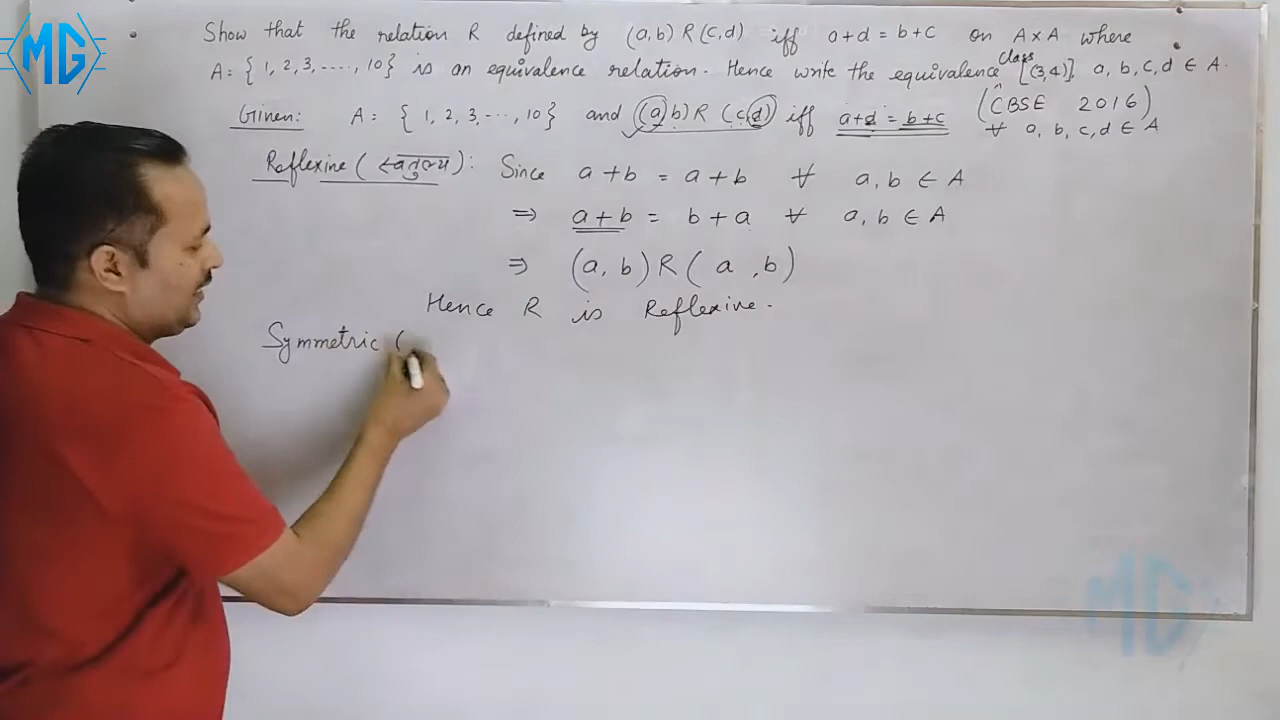 MG
Show that the relation R defined by (a,b) R (c,d) iff a+d = b+c on A×A where
Class
A = { 1, 2, 3, ...., 10 } is an equivalence relation. Hence write the equivalence [(3,4)], a, b, c, d ∈ A.
(CBSE 2016)
Given: A = { 1, 2, 3, ..., 10 } and (a,b) R (c,d) iff a+d = b+c
∀ a, b, c, d ∈ A
Reflexive (स्वतुल्य): Since a + b = a + b ∀ a, b ∈ A
⇒ a + b = b + a ∀ a, b ∈ A
⇒ (a, b) R ( a , b)
Hence R is Reflexive.
Symmetric (
MG